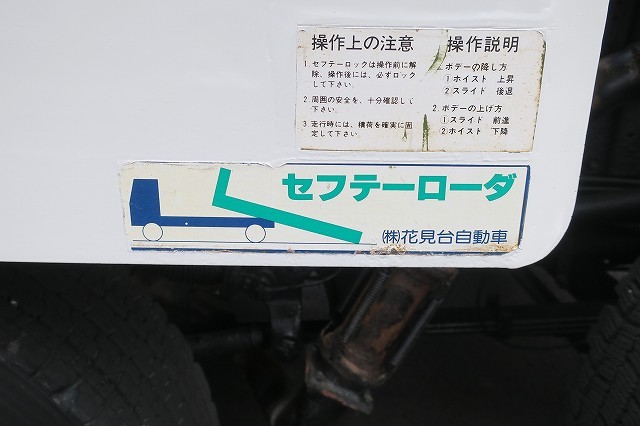 操作上の注意
1. セフテーロックは操作前に解
除、操作後には、必ずロック
して下さい。
2. 周囲の安全を、十分確認して
下さい。
3. 走行時には、積荷を確実に固
定して下さい。
操作説明
1. ボデーの降し方
①ホイスト 上昇
②スライド 後退
2. ボデーの上げ方
①スライド 前進
②ホイスト 下降
セフテーローダ
㈱花見台自動車